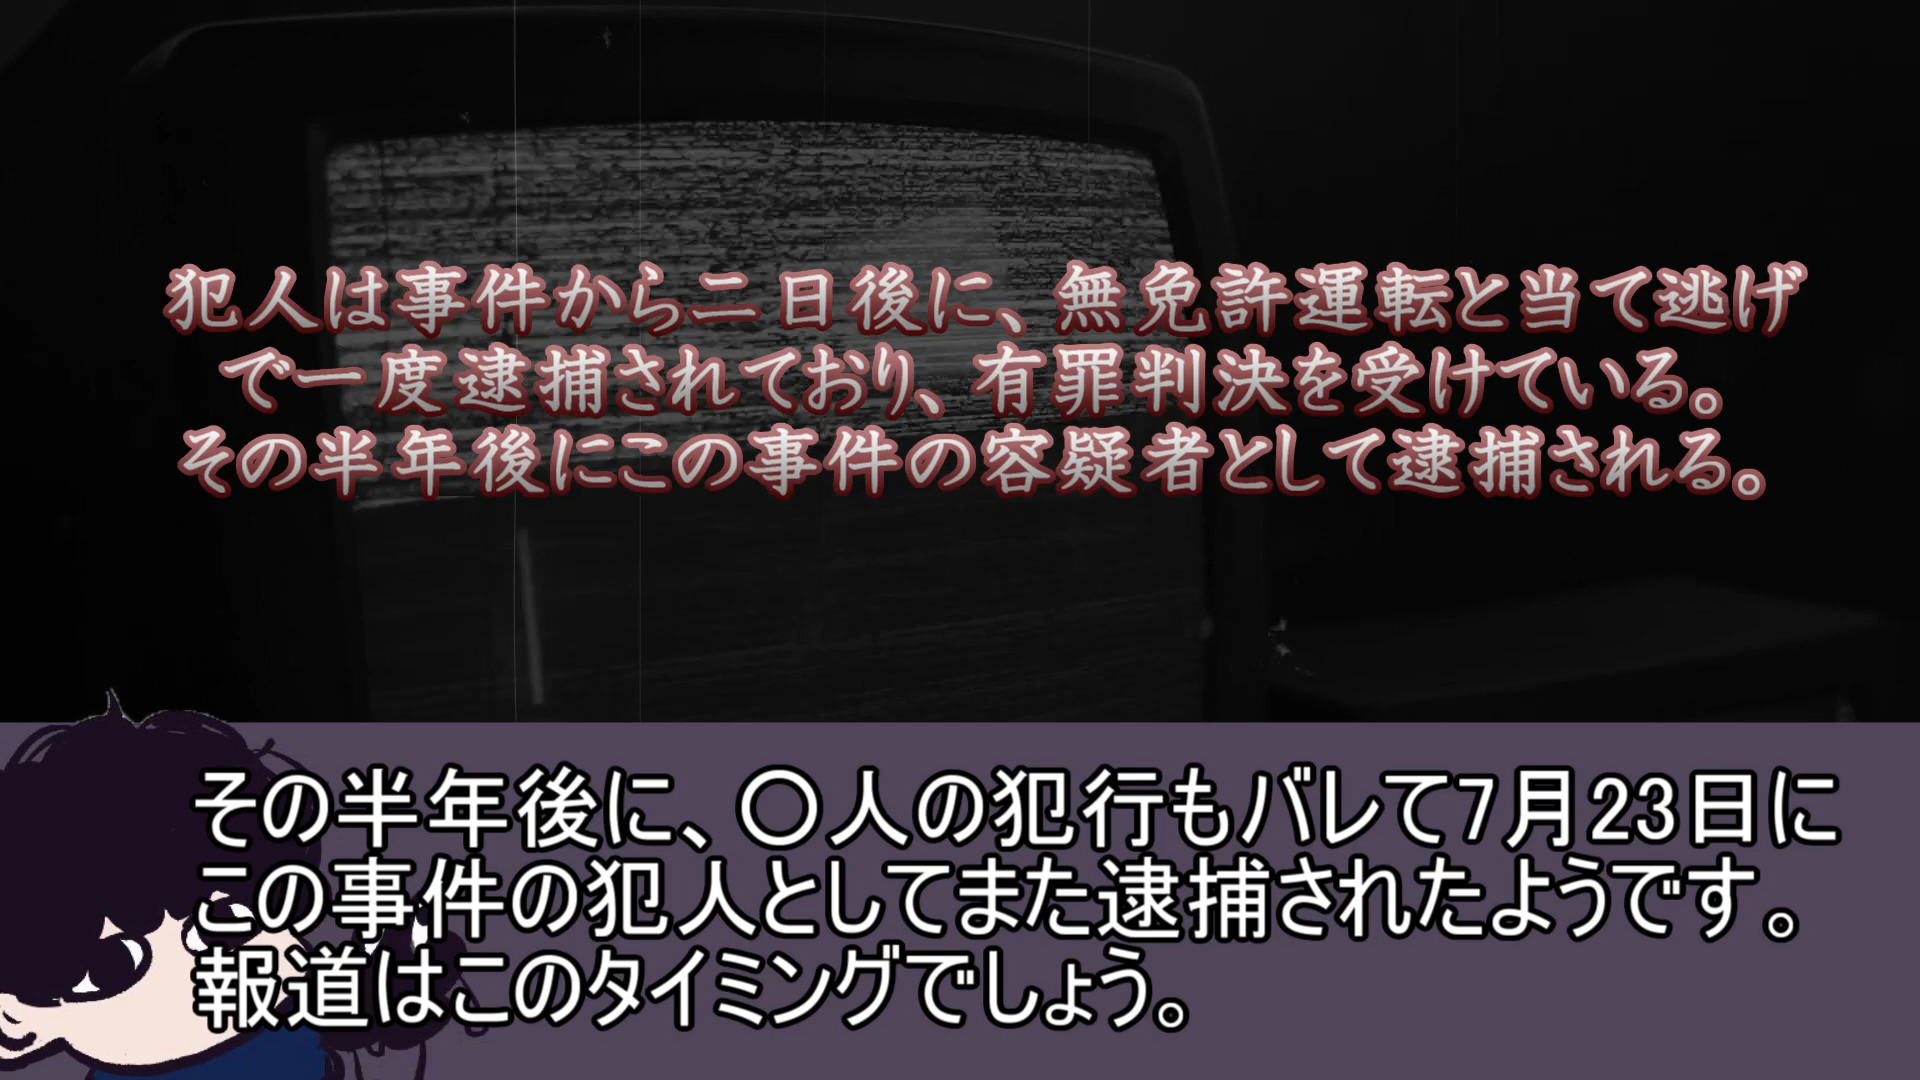 犯人は事件から二日後に、無免許運転と当て逃げ
で一度逮捕されており、有罪判決を受けている。
その半年後にこの事件の容疑者として逮捕される。
その半年後に、〇人の犯行もバレて7月23日に
この事件の犯人としてまた逮捕されたようです。
報道はこのタイミングでしょう。